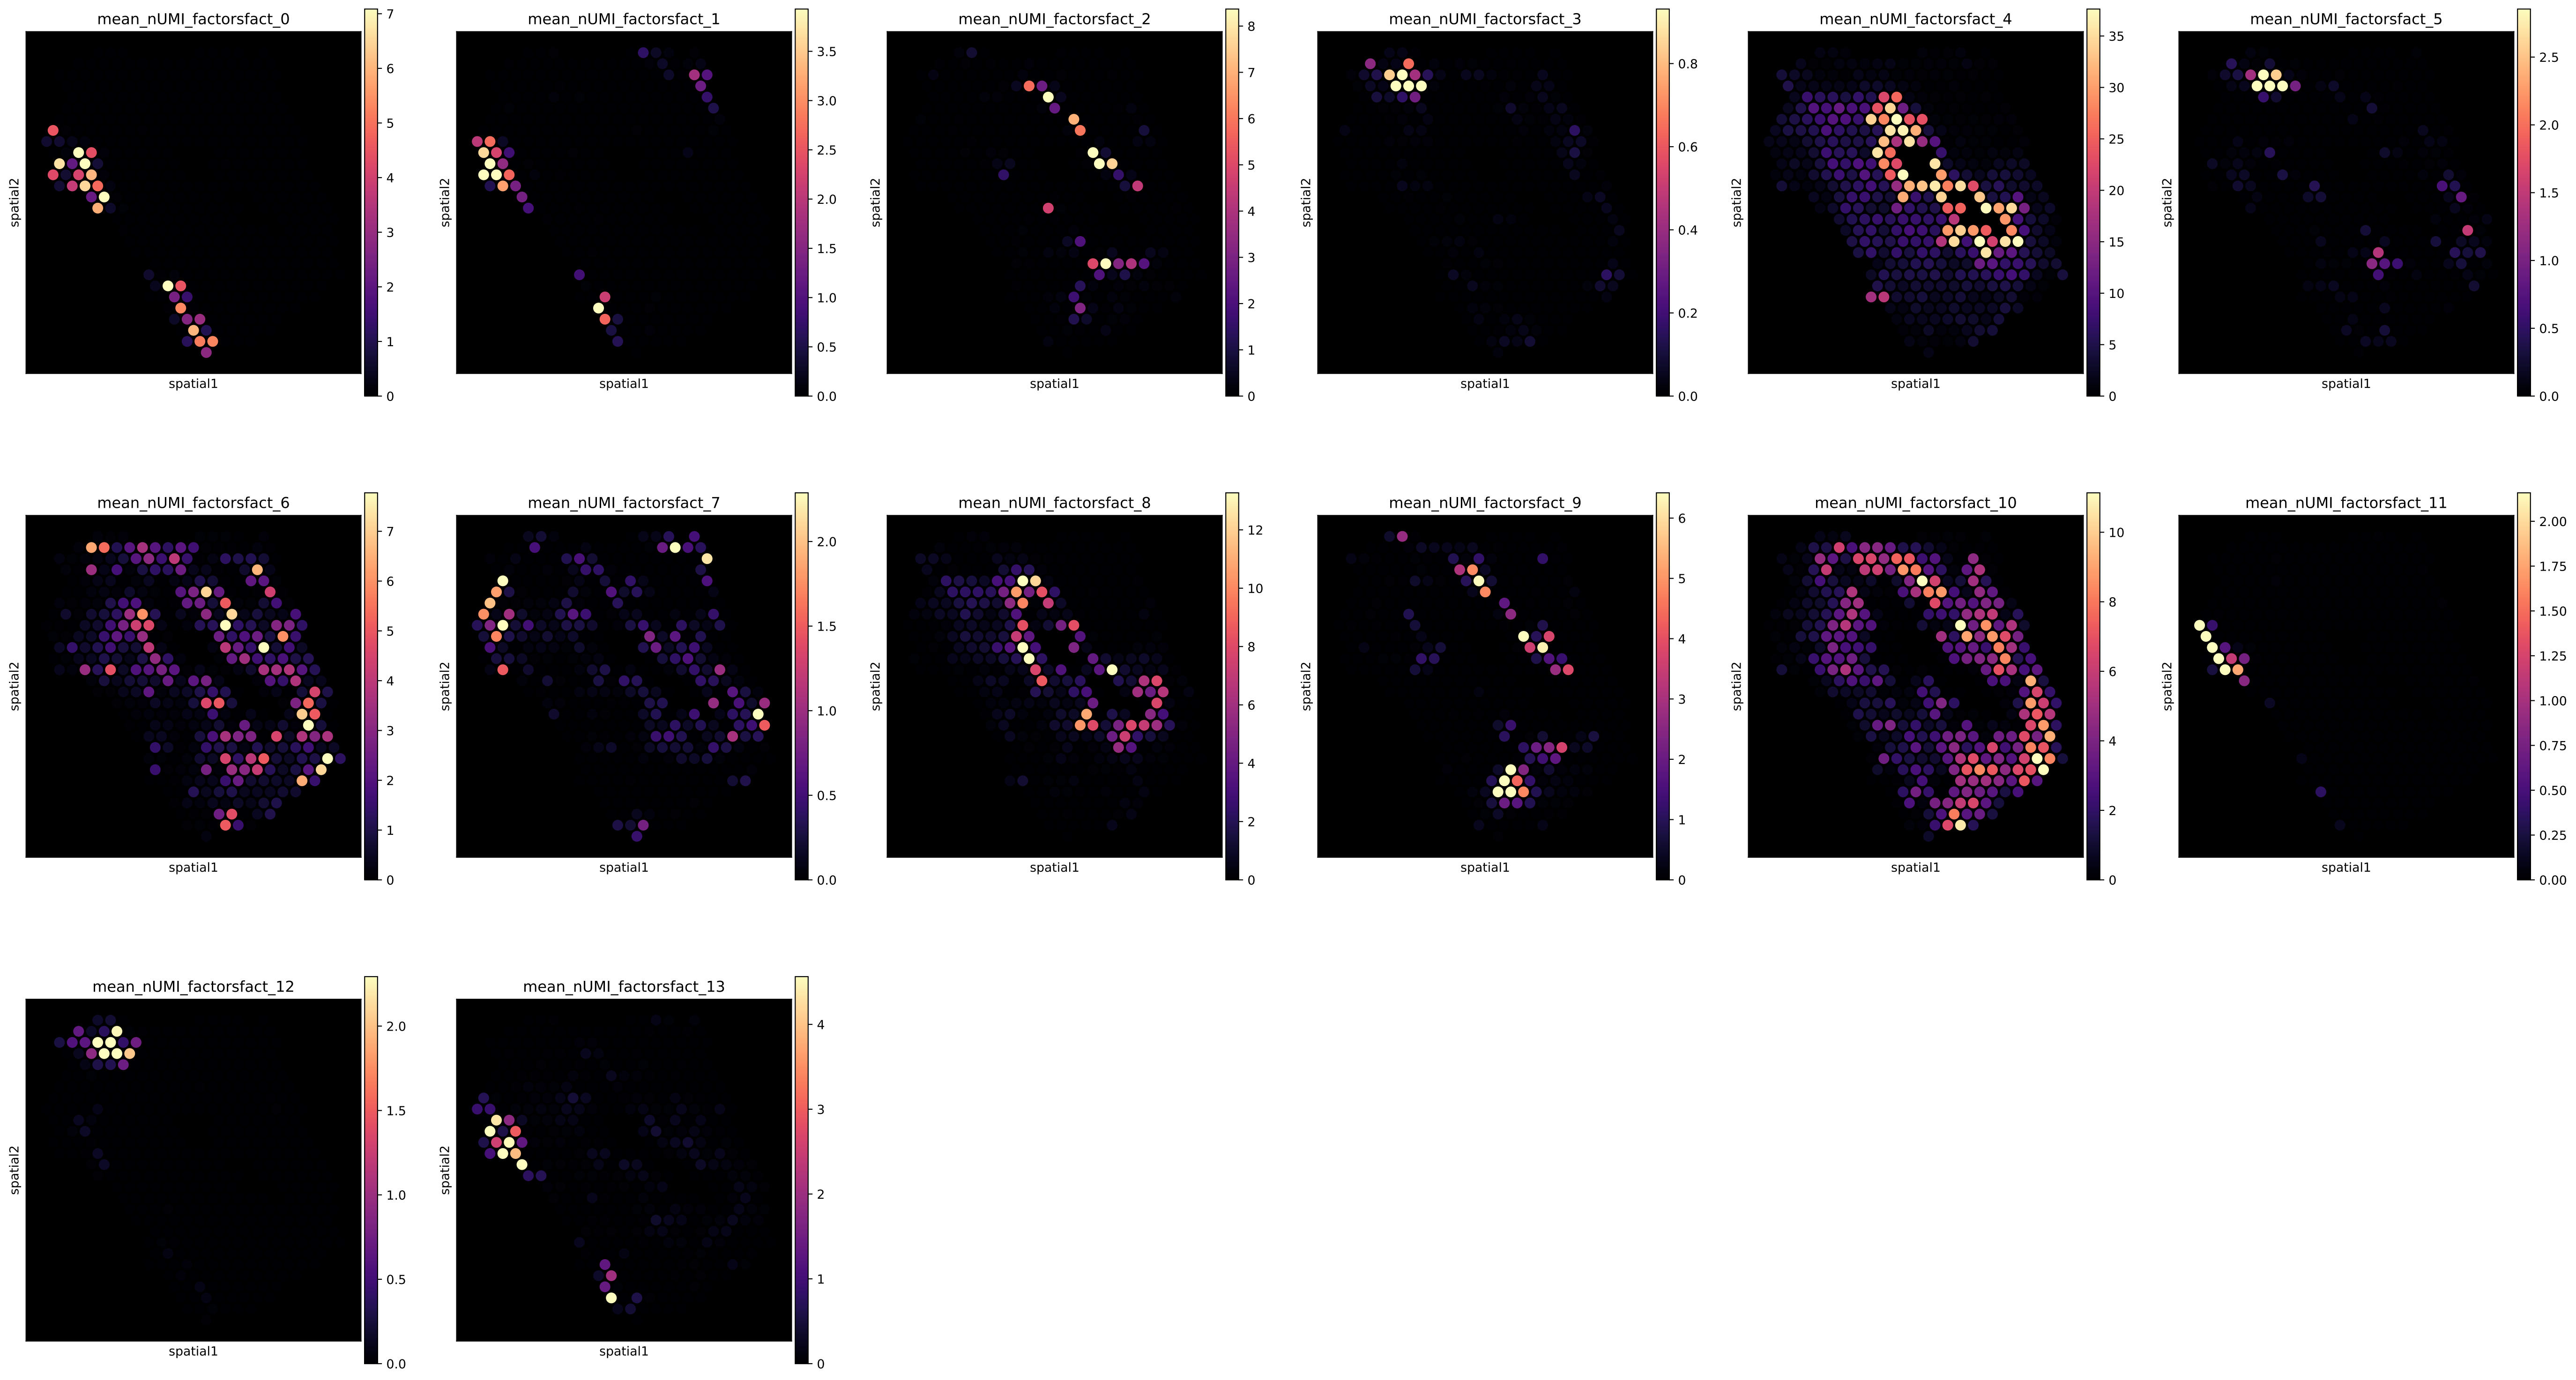 mean_nUMI_factorsfact_0
7
6
5
4
3
2
1
0
spatial2
spatial1
mean_nUMI_factorsfact_1
3.5
3.0
2.5
2.0
1.5
1.0
0.5
0.0
spatial2
spatial1
mean_nUMI_factorsfact_2
8
7
6
5
4
3
2
1
0
spatial2
spatial1
mean_nUMI_factorsfact_3
0.8
0.6
0.4
0.2
0.0
spatial2
spatial1
mean_nUMI_factorsfact_4
35
30
25
20
15
10
5
0
spatial2
spatial1
mean_nUMI_factorsfact_5
2.5
2.0
1.5
1.0
0.5
0.0
spatial2
spatial1
mean_nUMI_factorsfact_6
7
6
5
4
3
2
1
0
spatial2
spatial1
mean_nUMI_factorsfact_7
2.0
1.5
1.0
0.5
0.0
spatial2
spatial1
mean_nUMI_factorsfact_8
12
10
8
6
4
2
0
spatial2
spatial1
mean_nUMI_factorsfact_9
6
5
4
3
2
1
0
spatial2
spatial1
mean_nUMI_factorsfact_10
10
8
6
4
2
0
spatial2
spatial1
mean_nUMI_factorsfact_11
2.00
1.75
1.50
1.25
1.00
0.75
0.50
0.25
0.00
spatial2
spatial1
mean_nUMI_factorsfact_12
2.0
1.5
1.0
0.5
0.0
spatial2
spatial1
mean_nUMI_factorsfact_13
4
3
2
1
0
spatial2
spatial1